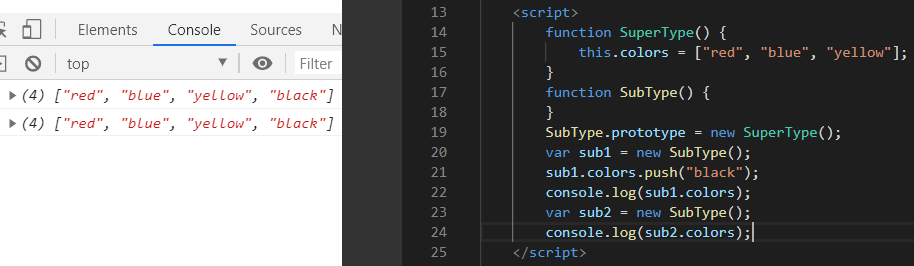 Elements Console Sources N
top Filter
(4) ["red", "blue", "yellow", "black"]
(4) ["red", "blue", "yellow", "black"]
13 <script>
14 function SuperType() {
15 this.colors = ["red", "blue", "yellow"];
16 }
17 function SubType() {
18 }
19 SubType.prototype = new SuperType();
20 var sub1 = new SubType();
21 sub1.colors.push("black");
22 console.log(sub1.colors);
23 var sub2 = new SubType();
24 console.log(sub2.colors);
25 </script>